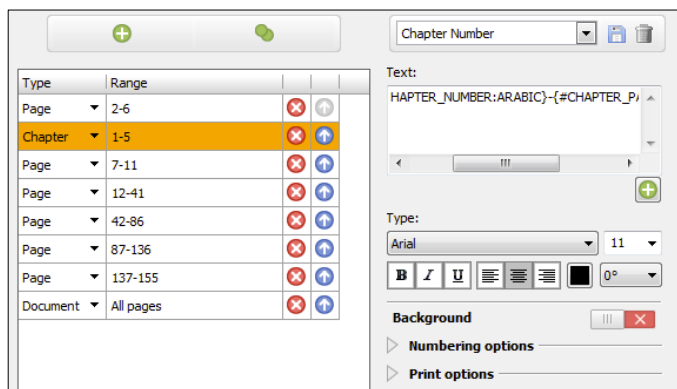 Chapter Number
Type Range
Page 2-6
Chapter 1-5
Page 7-11
Page 12-41
Page 42-86
Page 87-136
Page 137-155
Document All pages
Text:
HAPTER_NUMBER:ARABIC}-{#CHAPTER_PA
Type:
Arial 11
B I U 0°
Background
Numbering options
Print options